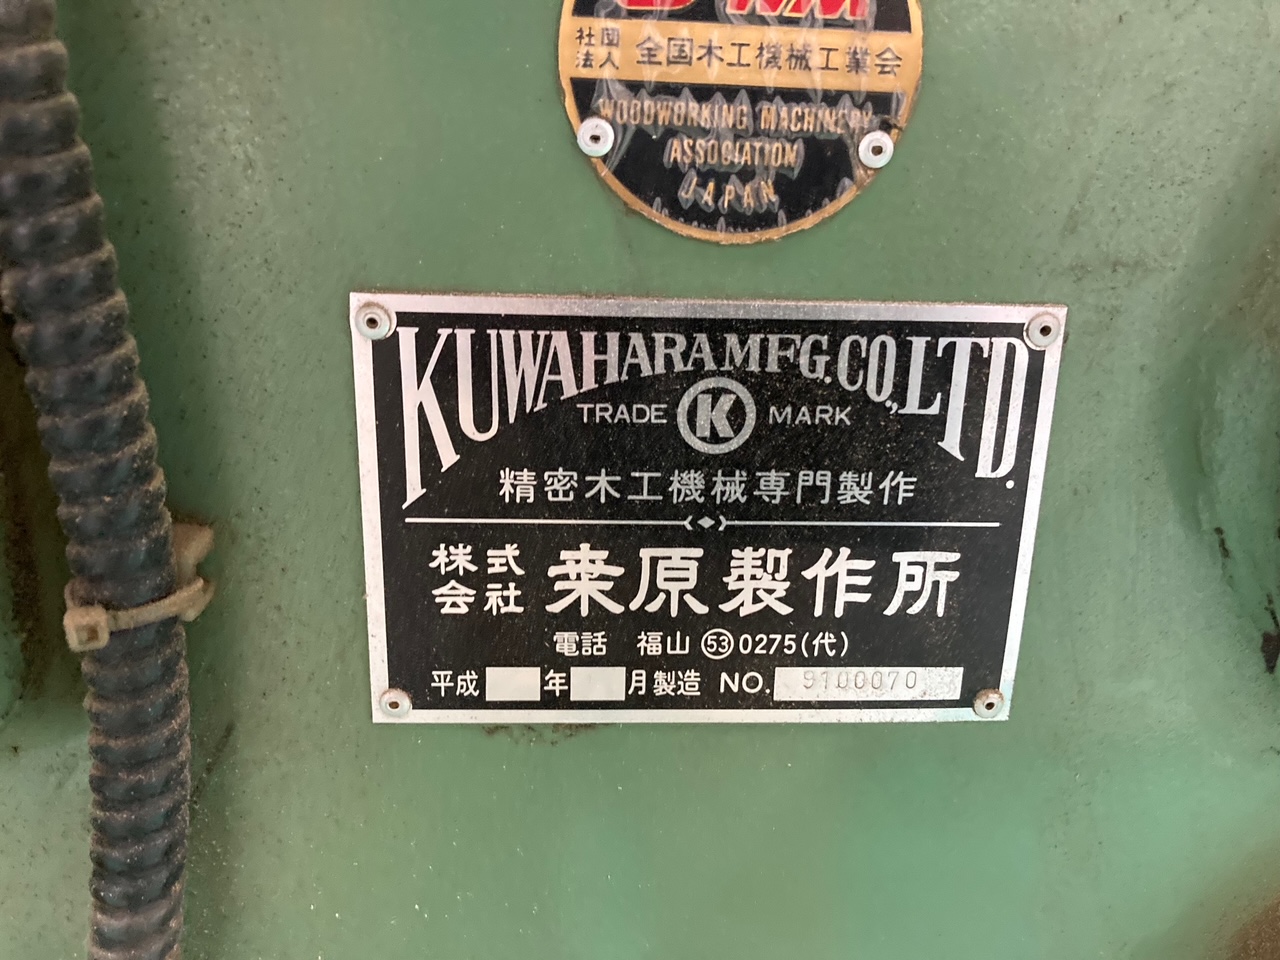 社団法人 全国木工機械工業会
WOODWORKING MACHINERY
ASSOCIATION
JAPAN
KUWAHARA MFG. CO., LTD.
TRADE K MARK
精密木工機械専門製作
株式会社 桒原製作所
電話 福山 53 0275(代)
平成 年 月製造 NO. 9100070